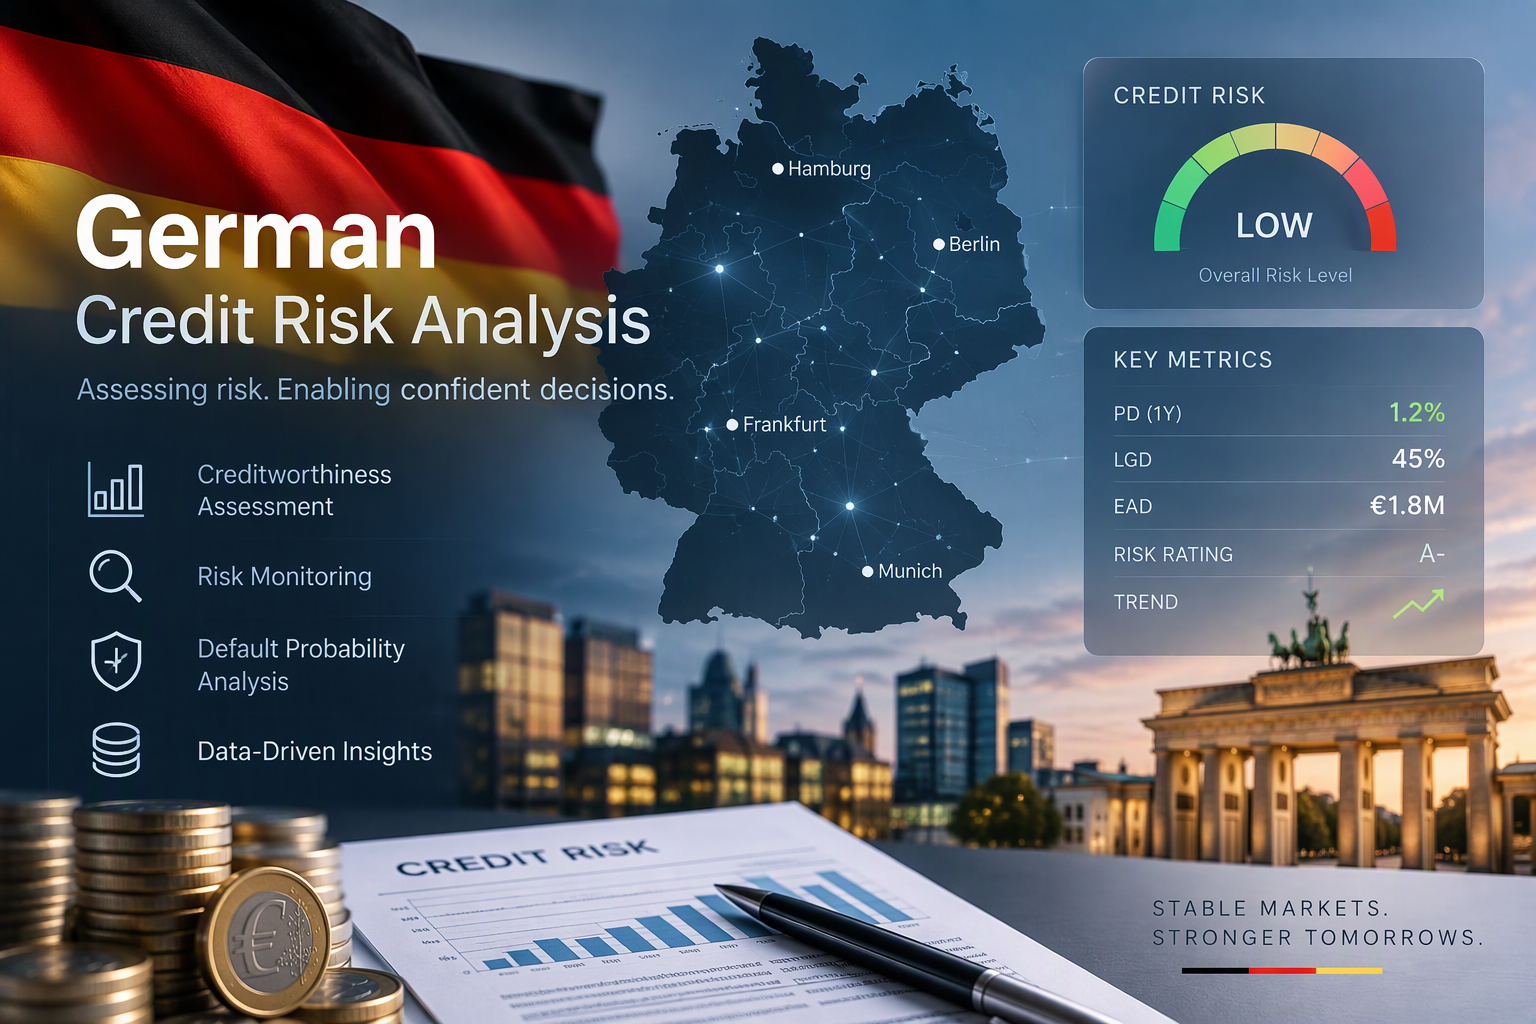 German
Credit Risk Analysis
Assessing risk. Enabling confident decisions.
Creditworthiness
Assessment
Risk Monitoring
Default Probability
Analysis
Data-Driven Insights
Hamburg
Berlin
Frankfurt
Munich
CREDIT RISK
LOW
Overall Risk Level
KEY METRICS
PD (1Y) 1.2%
LGD 45%
EAD €1.8M
RISK RATING A-
TREND
CREDIT RISK
STABLE MARKETS.
STRONGER TOMORROWS.